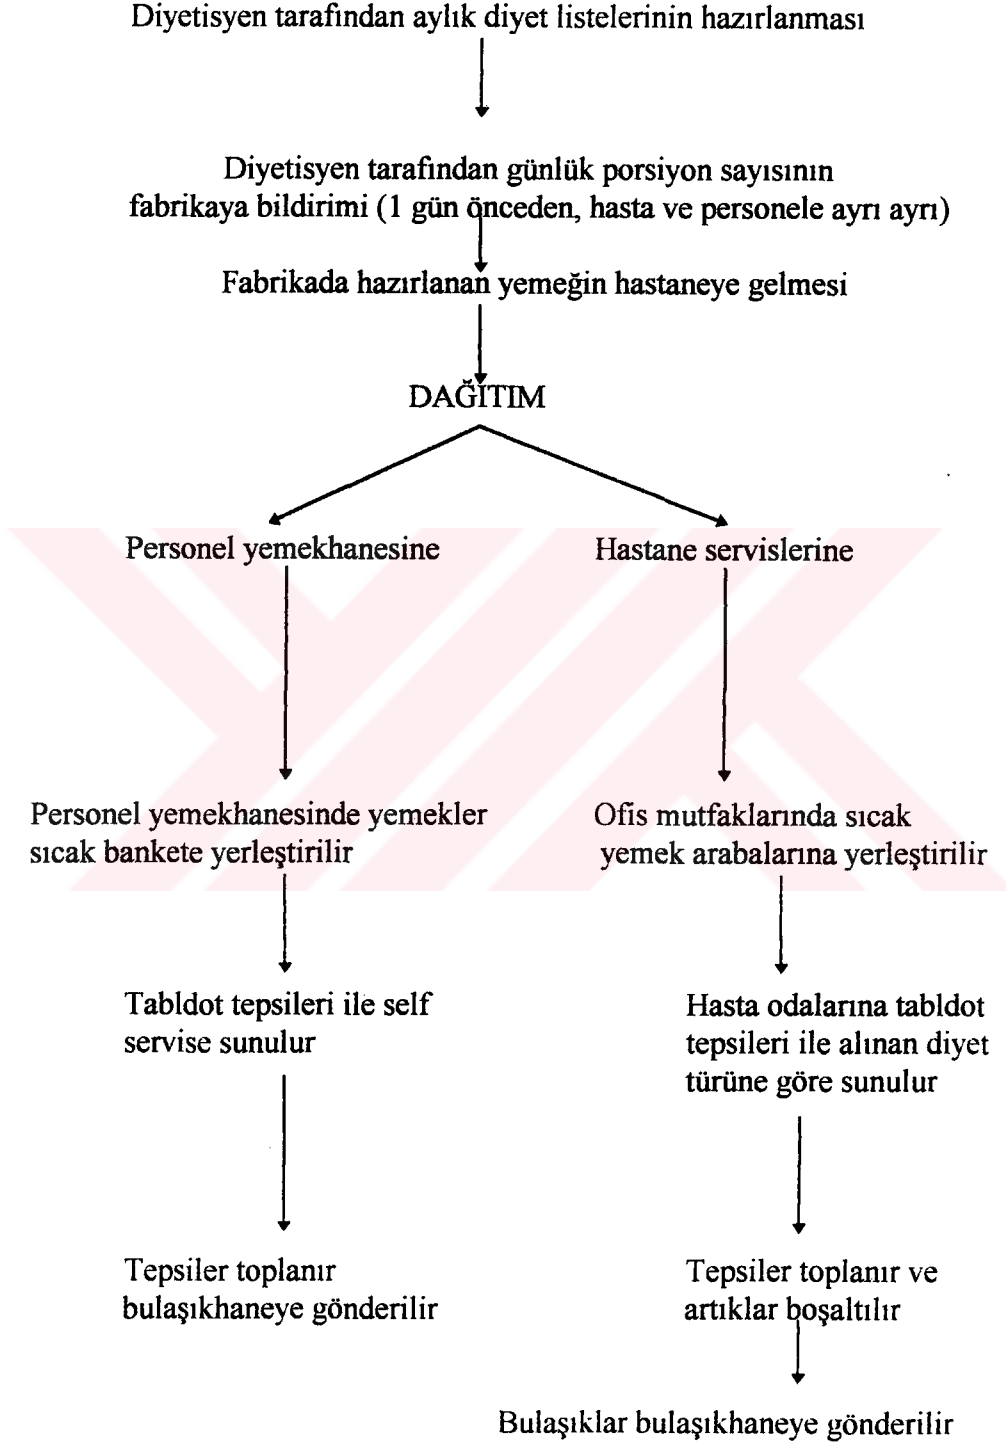 Diyetisyen tarafından aylık diyet listelerinin hazırlanması
Diyetisyen tarafından günlük porsiyon sayısının
fabrikaya bildirimi (1 gün önceden, hasta ve personele ayrı ayrı)
Fabrikada hazırlanan yemeğin hastaneye gelmesi
DAĞITIM
Personel yemekhanesine
Hastane servislerine
Personel yemekhanesinde yemekler
sıcak bankete yerleştirilir
Ofis mutfaklarında sıcak
yemek arabalarına yerleştirilir
Tabldot tepsileri ile self
servise sunulur
Hasta odalarına tabldot
tepsileri ile alınan diyet
türüne göre sunulur
Tepsiler toplanır
bulaşıkhaneye gönderilir
Tepsiler toplanır ve
artıklar boşaltılır
Bulaşıklar bulaşıkhaneye gönderilir